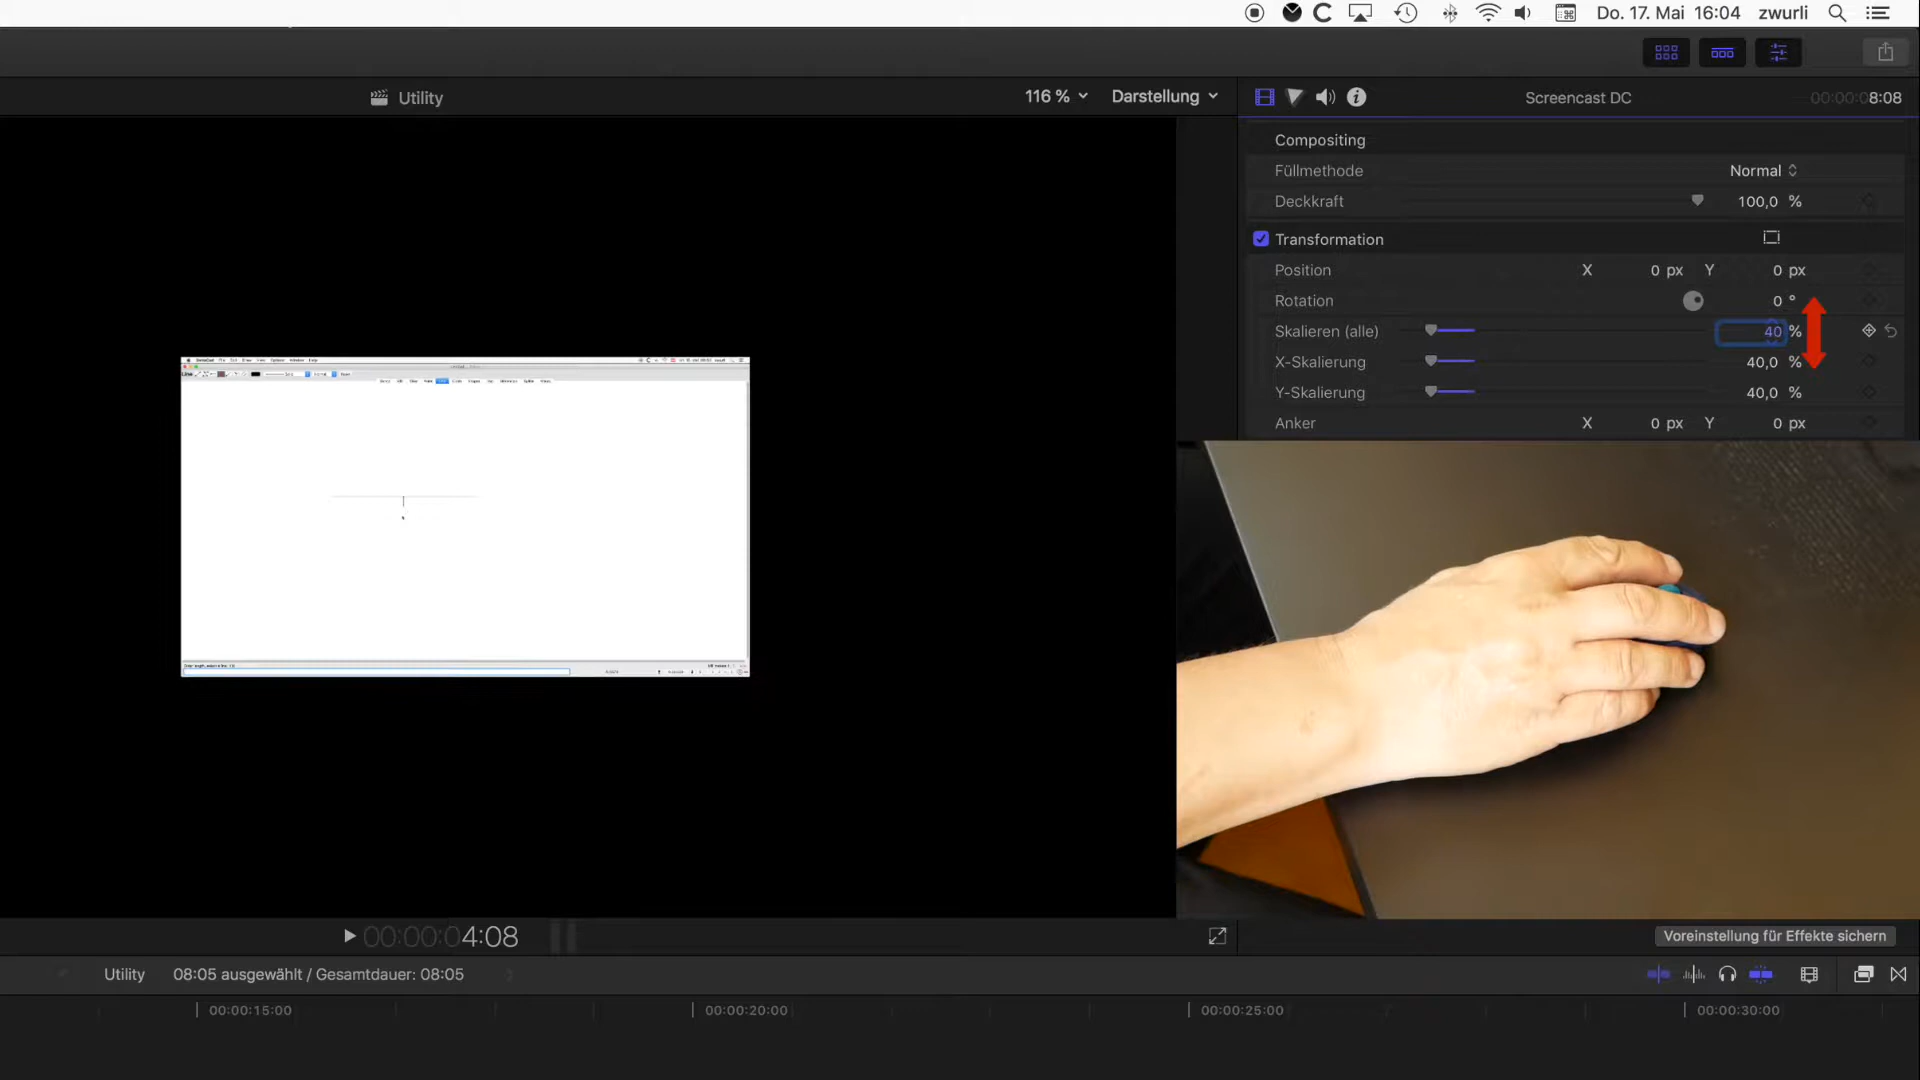 Do. 17. Mai 16:04 zwurli
Utility
116 % Darstellung
Screencast DC
00:00:08:08
Compositing
Füllmethode Normal
Deckkraft 100,0 %
Transformation
Position X 0 px Y 0 px
Rotation 0 °
Skalieren (alle) 40 %
X-Skalierung 40,0 %
Y-Skalierung 40,0 %
Anker X 0 px Y 0 px
00:00:04:08
Voreinstellung für Effekte sichern
Utility 08:05 ausgewählt / Gesamtdauer: 08:05
00:00:15:00 00:00:20:00 00:00:25:00 00:00:30:00